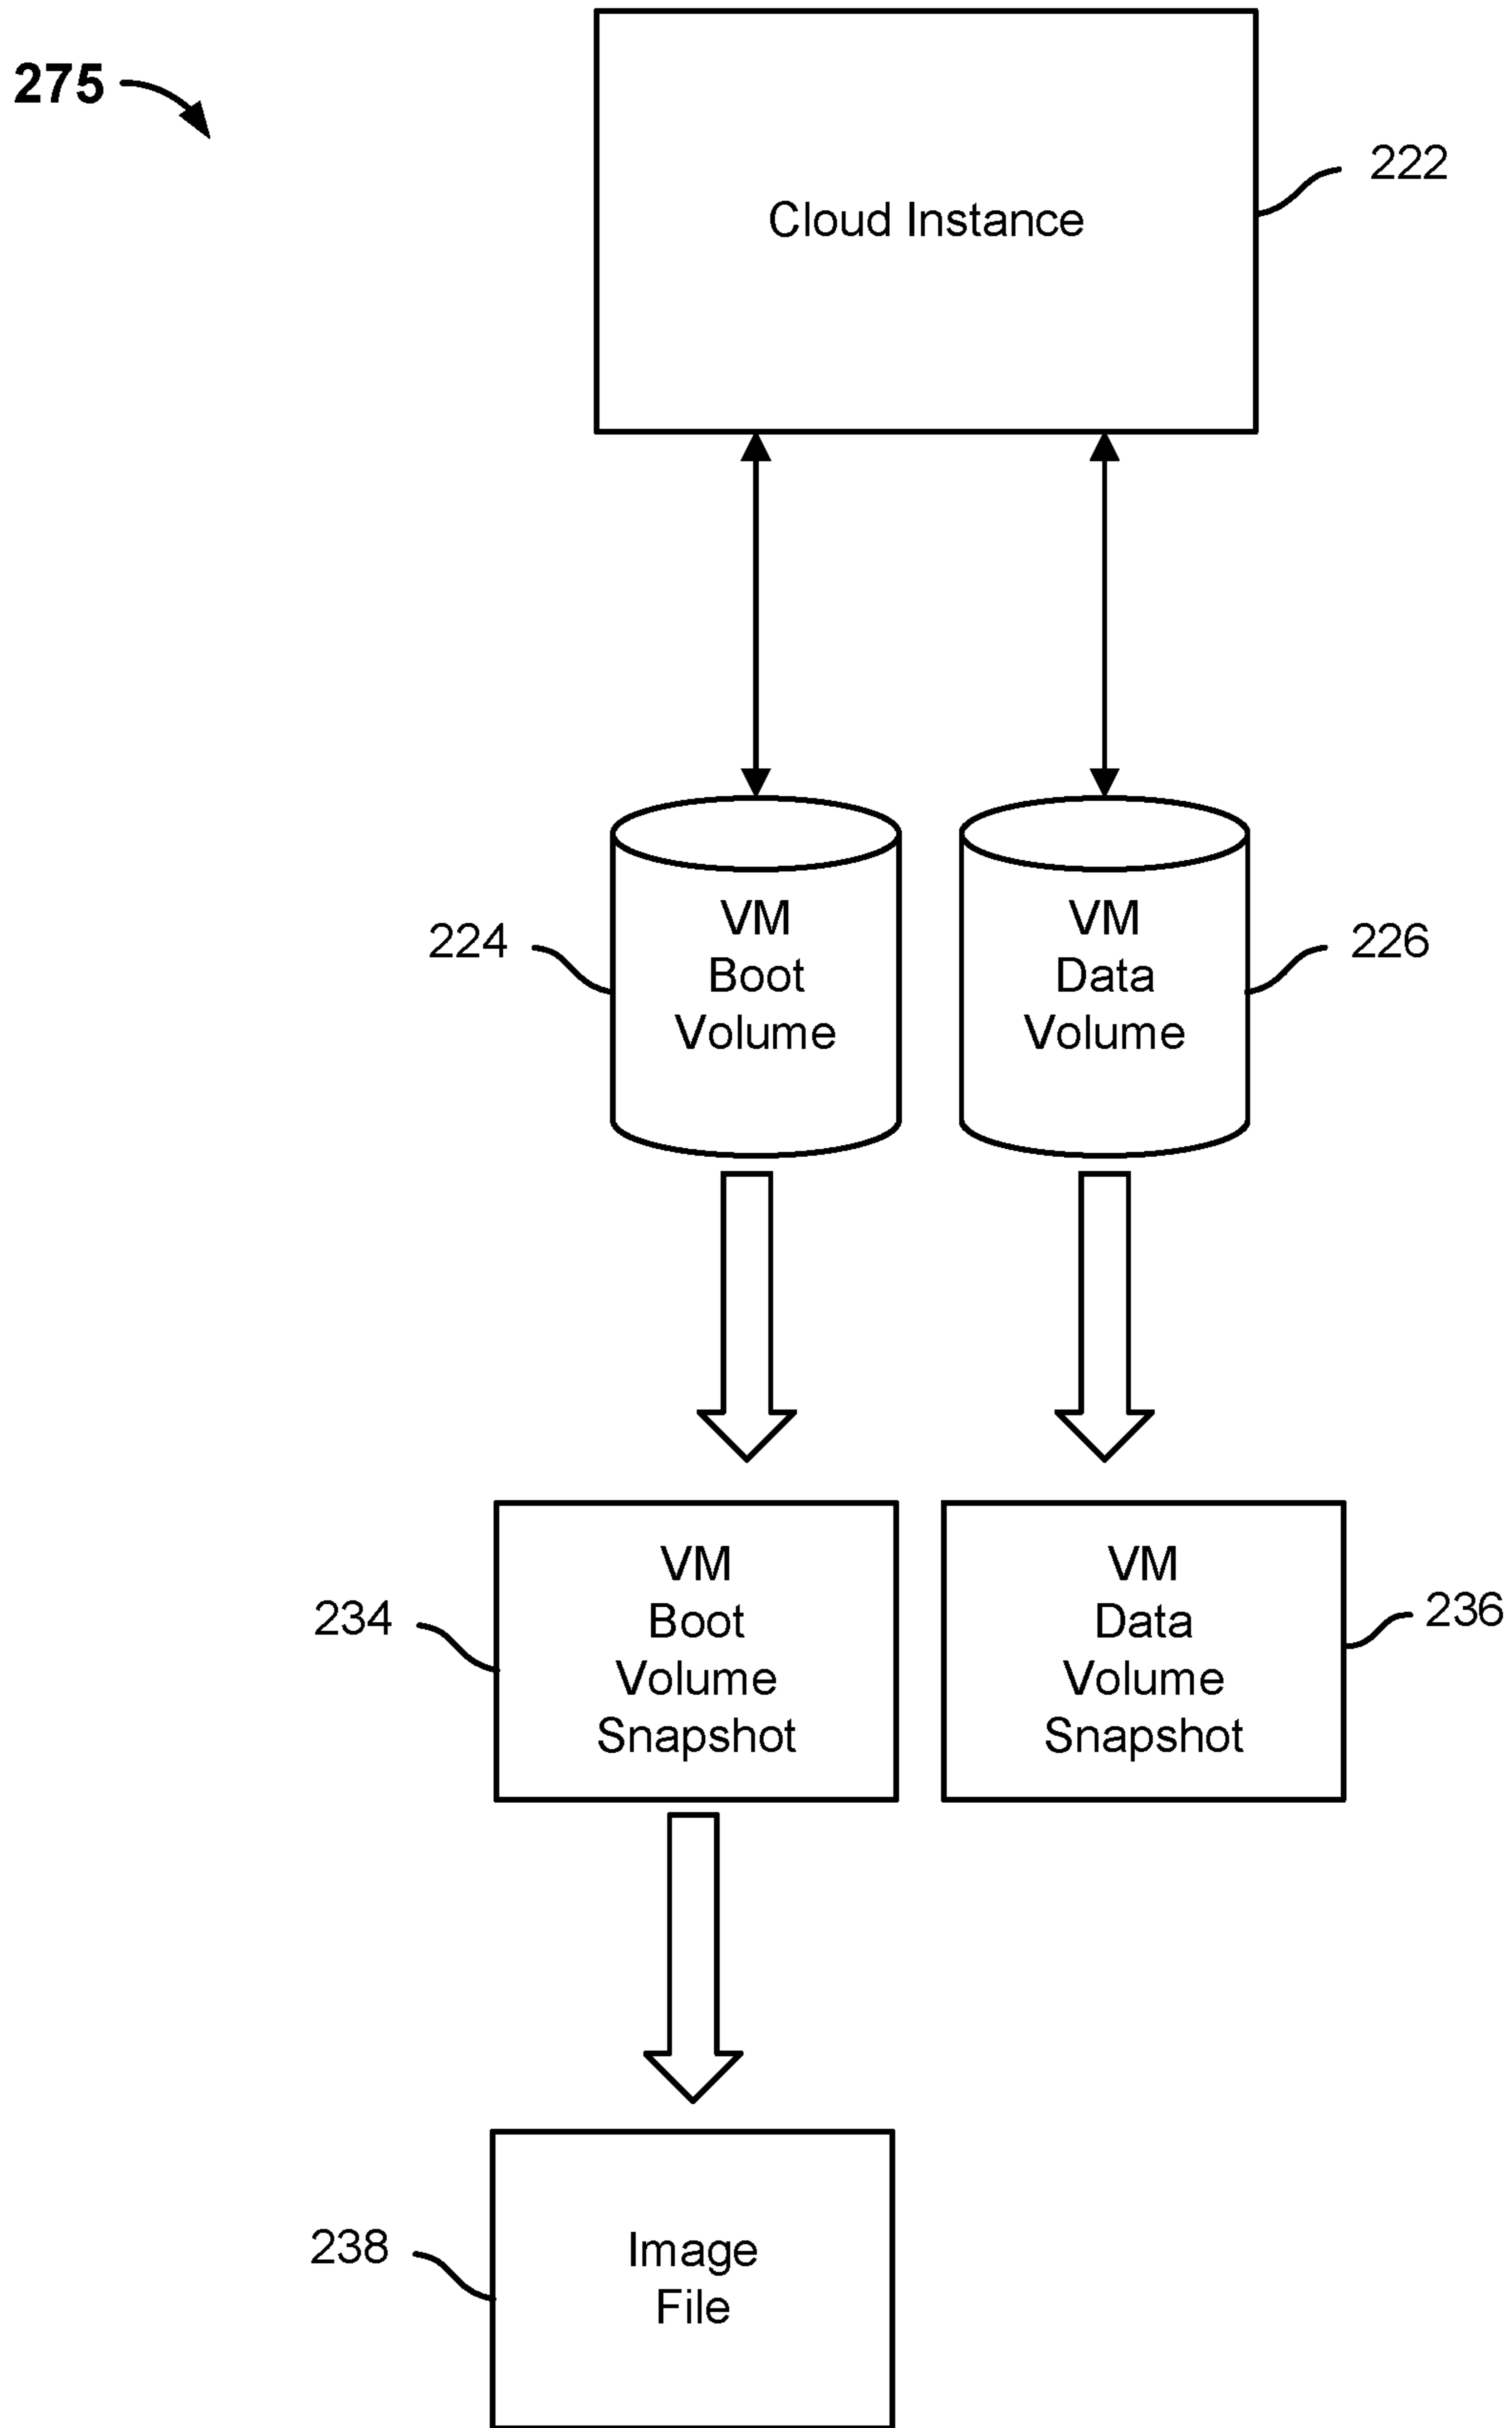 275
222
Cloud Instance
224
VM
Boot
Volume
VM
Data
Volume
226
234
VM
Boot
Volume
Snapshot
VM
Data
Volume
Snapshot
236
238
Image
File